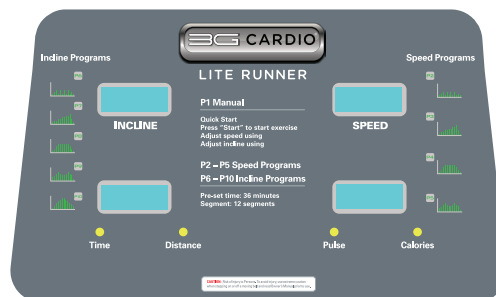 3G CARDIO
Incline Programs
Speed Programs
LITE RUNNER
P1 Manual
INCLINE
SPEED
Quick Start
Press "Start" to start exercise
Adjust speed using
Adjust incline using
P2 – P5 Speed Programs
P6 – P10 Incline Programs
Pre-set time: 36 minutes
Segment: 12 segments
Time
Distance
Pulse
Calories